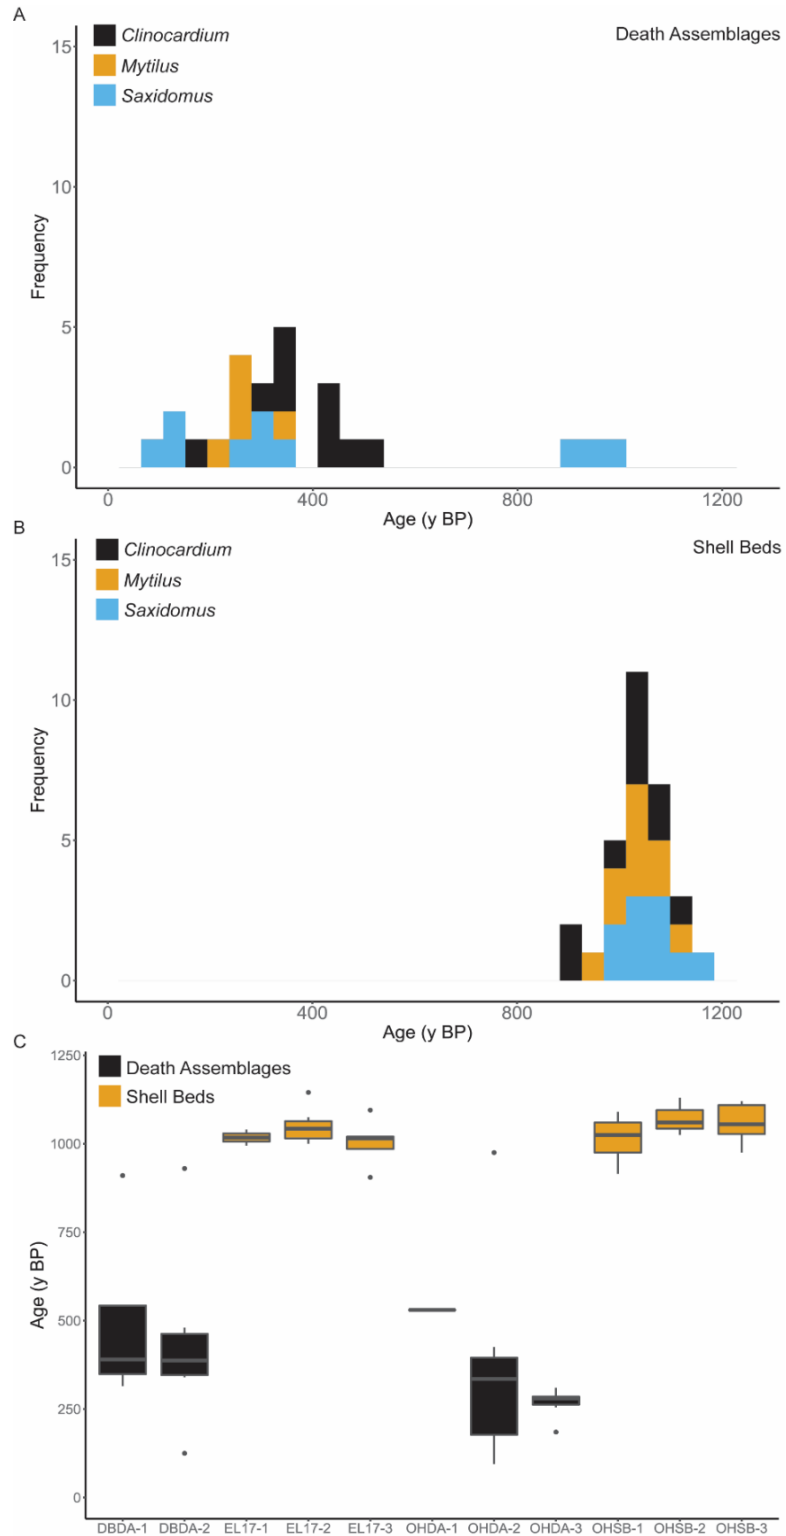 A
Clinocardium
Mytilus
Saxidomus
Death Assemblages
15
10
5
0
Frequency
0 400 800 1200
Age (y BP)
B
Clinocardium
Mytilus
Saxidomus
Shell Beds
15
10
5
0
Frequency
0 400 800 1200
Age (y BP)
C
Death Assemblages
Shell Beds
1250
1000
750
500
250
0
Age (y BP)
DBDA-1 DBDA-2 EL17-1 EL17-2 EL17-3 OHDA-1 OHDA-2 OHDA-3 OHSB-1 OHSB-2 OHSB-3